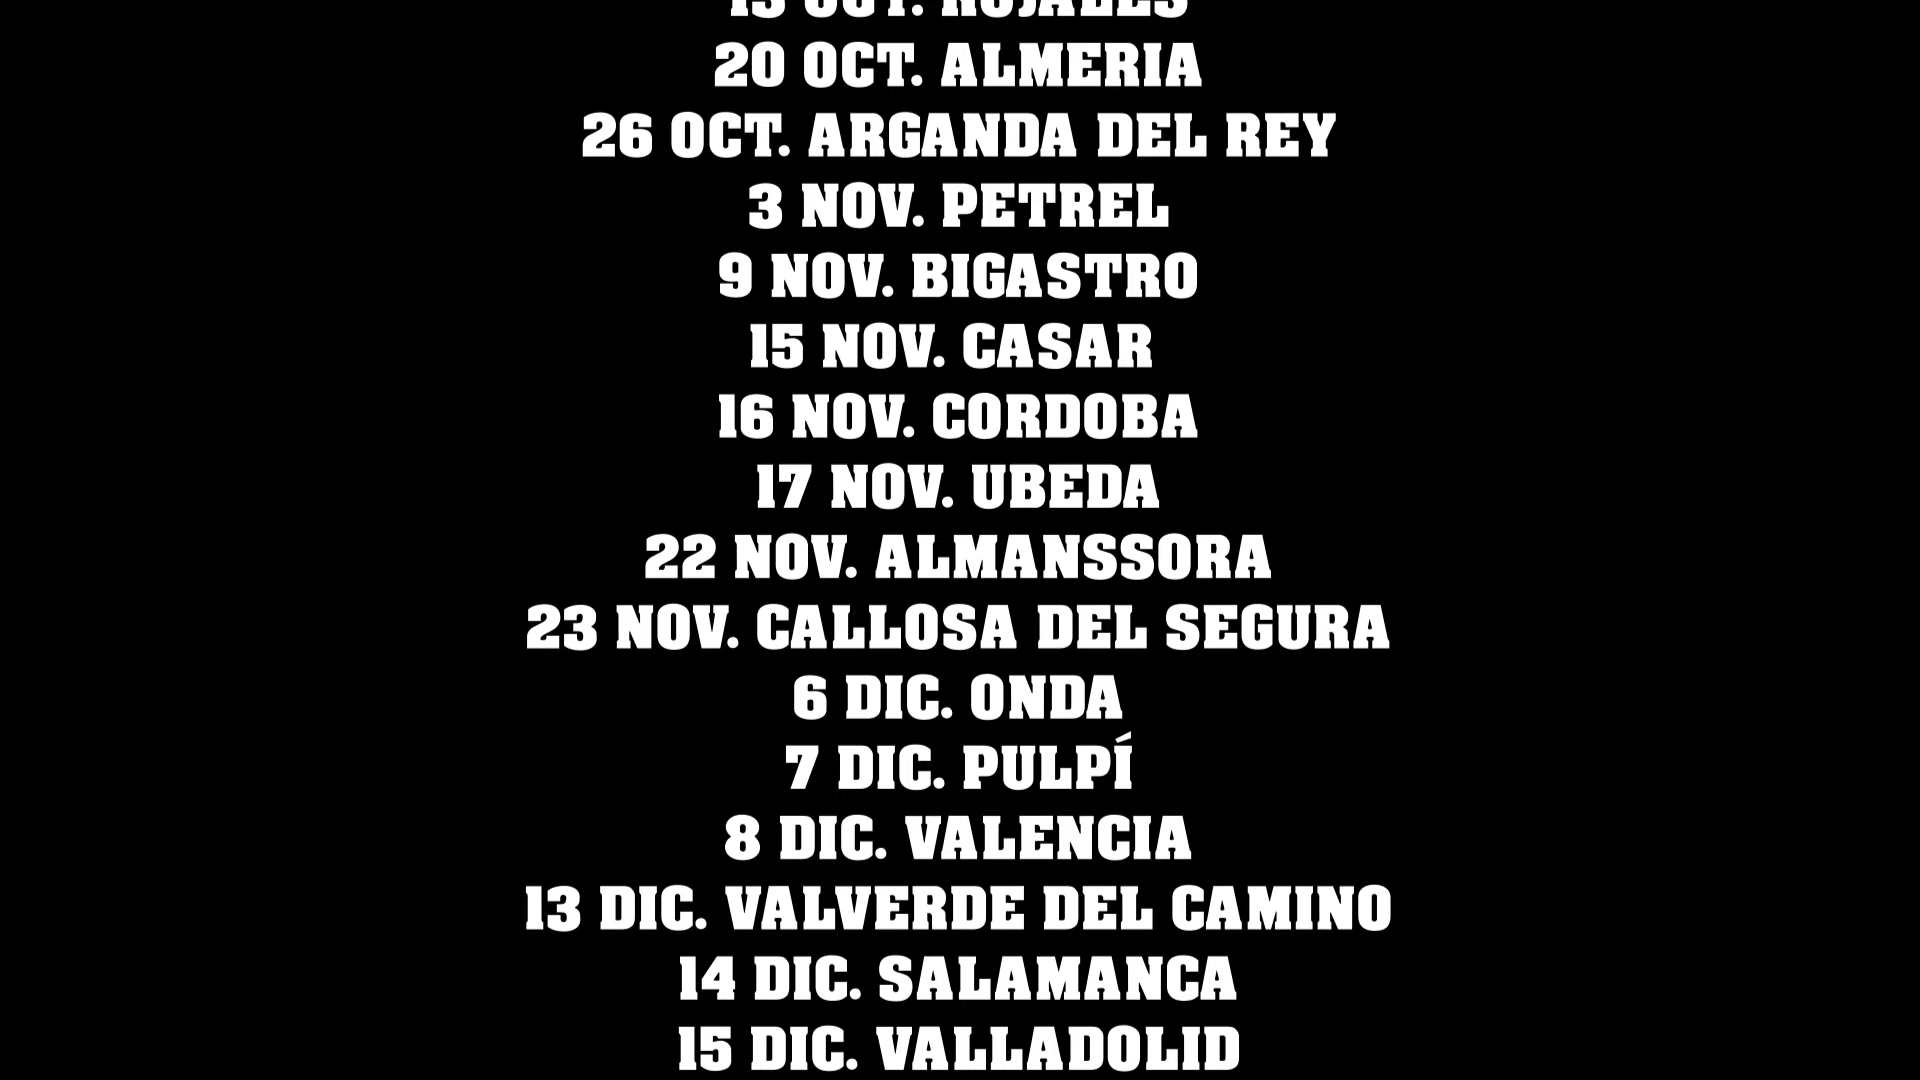 OCT. ROJALES
20 OCT. ALMERIA
26 OCT. ARGANDA DEL REY
3 NOV. PETREL
9 NOV. BIGASTRO
15 NOV. CASAR
16 NOV. CORDOBA
17 NOV. UBEDA
22 NOV. ALMANSSORA
23 NOV. CALLOSA DEL SEGURA
6 DIC. ONDA
7 DIC. PULPÍ
8 DIC. VALENCIA
13 DIC. VALVERDE DEL CAMINO
14 DIC. SALAMANCA
15 DIC. VALLADOLID